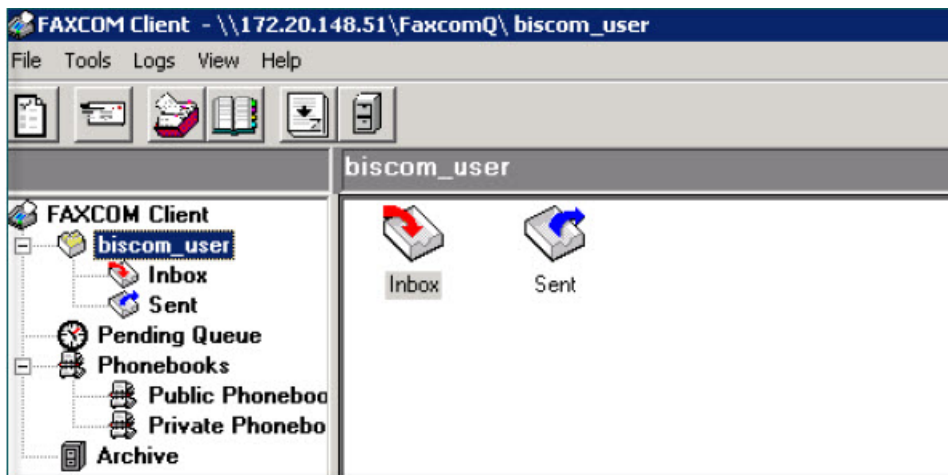 FAXCOM Client - \\172.20.148.51\FaxcomQ\ biscom_user
File Tools Logs View Help
biscom_user
FAXCOM Client
biscom_user
Inbox
Sent
Pending Queue
Phonebooks
Public Phoneboo
Private Phonebo
Archive
Inbox
Sent